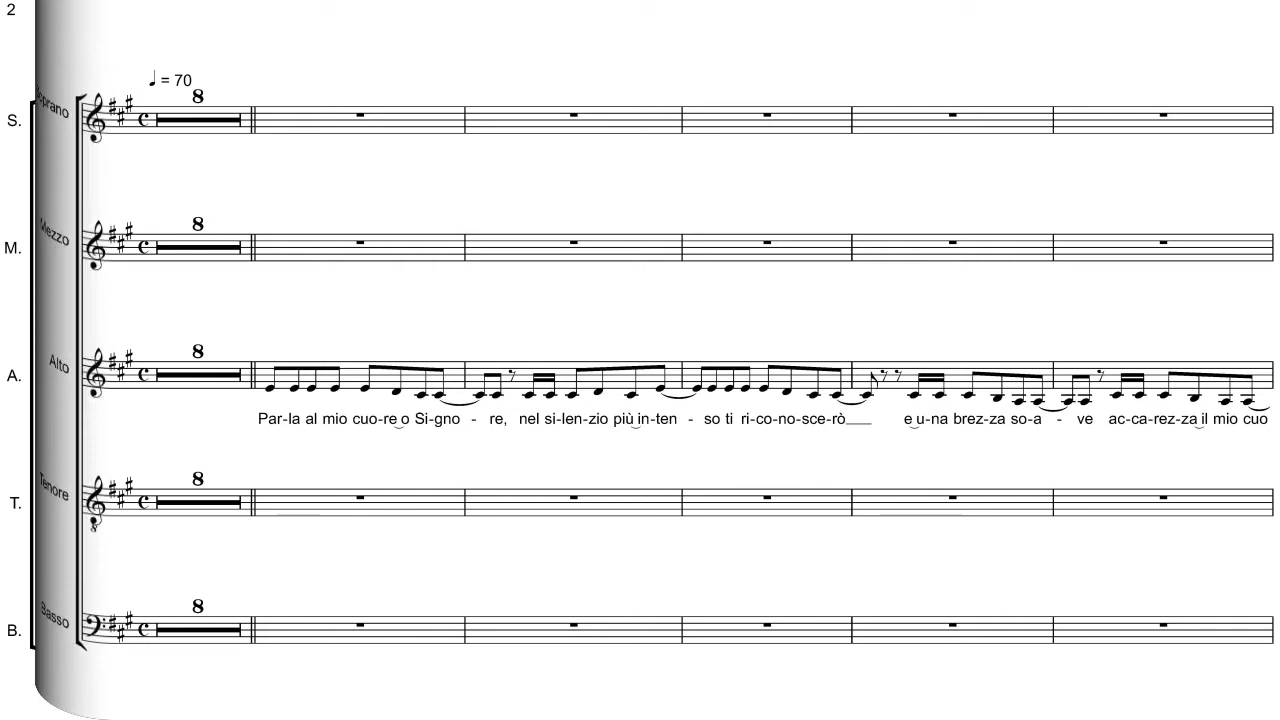 2
♩ = 70
8
S.
8
Mezzo
M.
8
Alto
A.
Par-la al mio cuo-re‿o Si-gno - re, nel si-len-zio più‿in-ten - so ti ri-co-no-sce-rò___ e‿u-na brez-za so-a - ve ac-ca-rez-za‿il mio cuo
8
Tenore
T.
8
8
Basso
B.